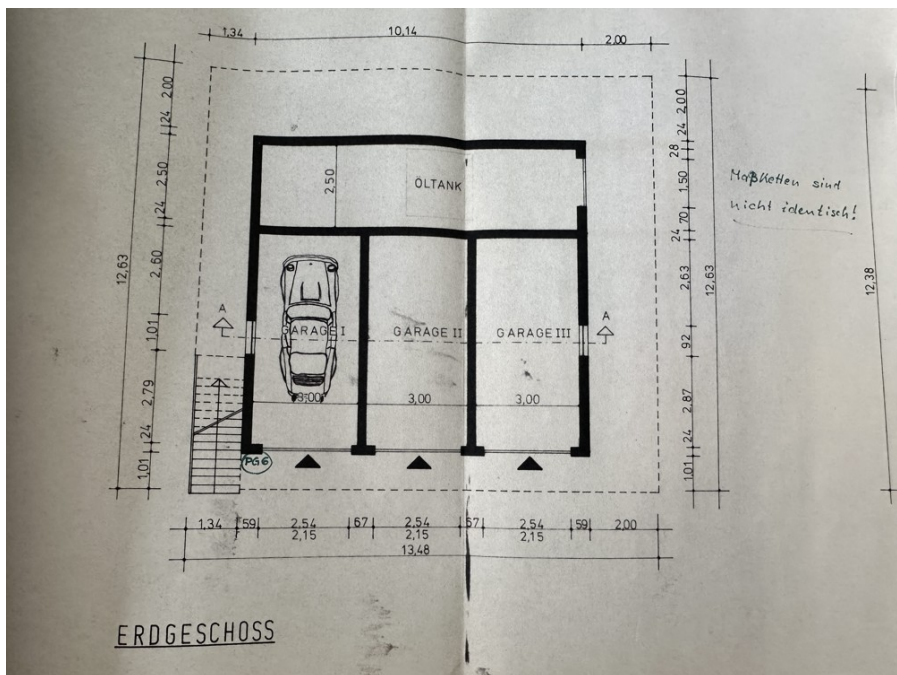 1,34 10,14 2,00
2,00
24
2,50
24
2,60
1,01
2,79
24
1,01
12,63
2,50
ÖLTANK
A
GARAGE I GARAGE II GARAGE III
A
3,00 3,00 3,00
PG6
2,00
24
28
1,50
70
24
2,63
92
2,87
24
1,01
12,63
Maßketten sind
nicht identisch!
12,38
1,34 59 2,54 67 2,54 67 2,54 59 2,00
2,15 2,15 2,15
13,48
ERDGESCHOSS